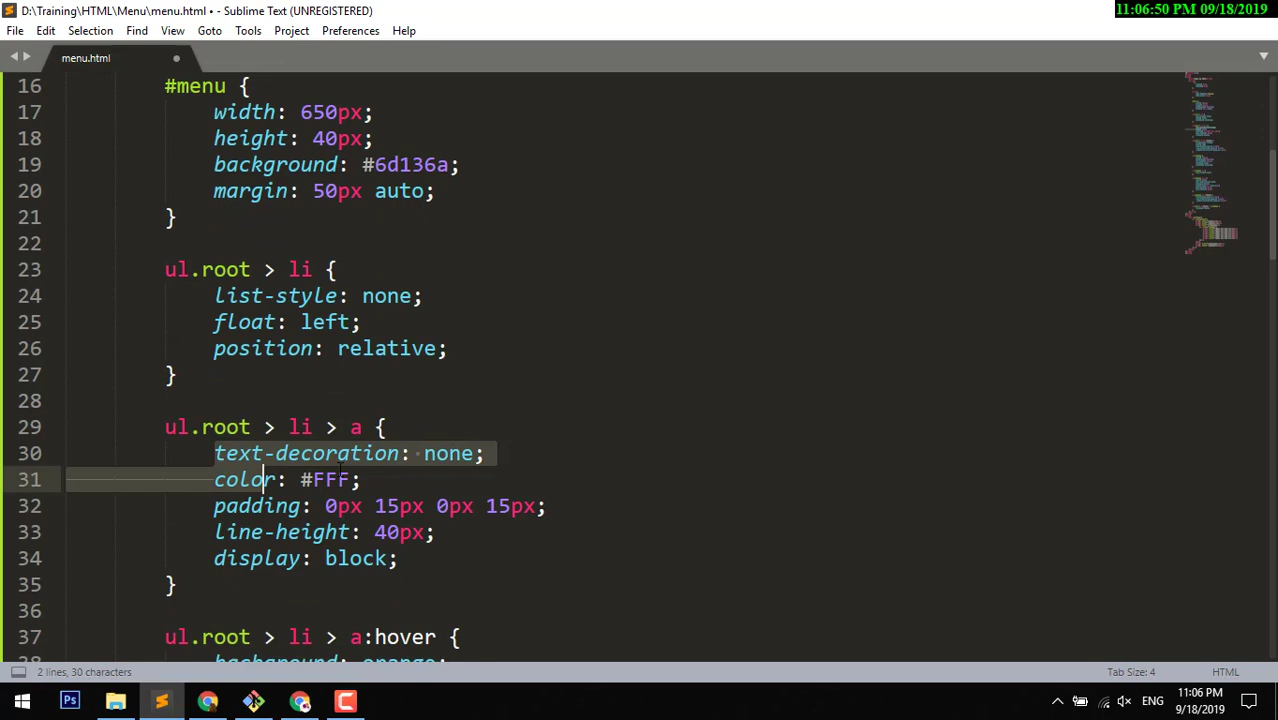 D:\Training\HTML\Menu\menu.html • - Sublime Text (UNREGISTERED)
11:06:50 PM 09/18/2019
File Edit Selection Find View Goto Tools Project Preferences Help
menu.html
16 #menu {
17 width: 650px;
18 height: 40px;
19 background: #6d136a;
20 margin: 50px auto;
21 }
22
23 ul.root > li {
24 list-style: none;
25 float: left;
26 position: relative;
27 }
28
29 ul.root > li > a {
30 text-decoration: none;
31 color: #FFF;
32 padding: 0px 15px 0px 15px;
33 line-height: 40px;
34 display: block;
35 }
36
37 ul.root > li > a:hover {
38 background: orange;
2 lines, 30 characters Tab Size: 4 HTML
Ps ENG 11:06 PM
9/18/2019